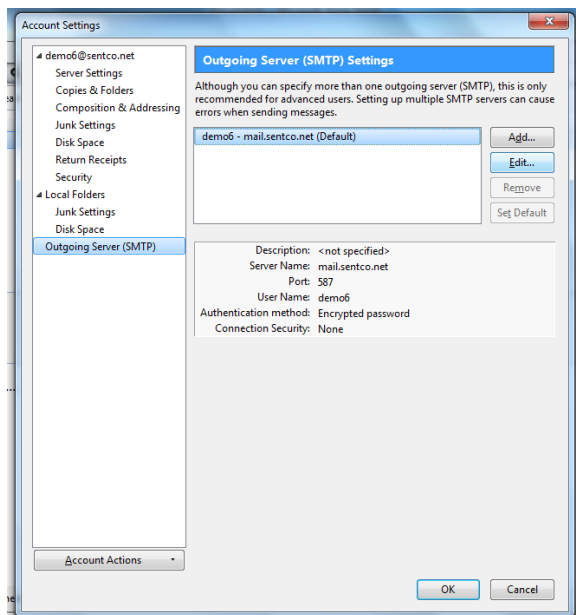 Account Settings
demo6@sentco.net
Server Settings
Copies & Folders
Composition & Addressing
Junk Settings
Disk Space
Return Receipts
Security
Local Folders
Junk Settings
Disk Space
Outgoing Server (SMTP)
Account Actions
Outgoing Server (SMTP) Settings
Although you can specify more than one outgoing server (SMTP), this is only
recommended for advanced users. Setting up multiple SMTP servers can cause
errors when sending messages.
demo6 - mail.sentco.net (Default)
Add...
Edit...
Remove
Set Default
Description: <not specified>
Server Name: mail.sentco.net
Port: 587
User Name: demo6
Authentication method: Encrypted password
Connection Security: None
OK
Cancel